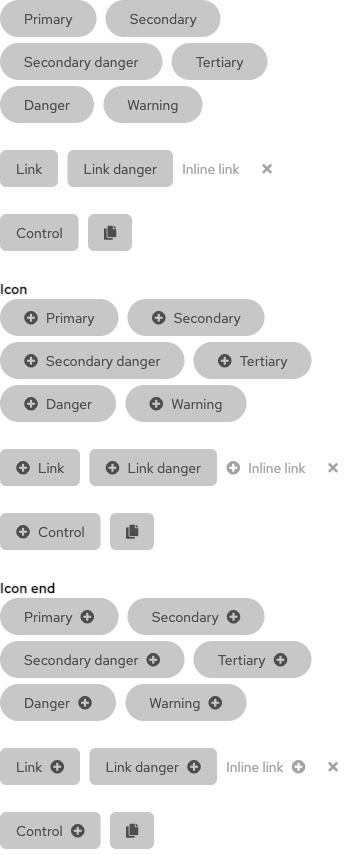 Primary Secondary
Secondary danger Tertiary
Danger Warning
Link Link danger Inline link
Control
Icon
Primary Secondary
Secondary danger Tertiary
Danger Warning
Link Link danger Inline link
Control
Icon end
Primary Secondary
Secondary danger Tertiary
Danger Warning
Link Link danger Inline link
Control